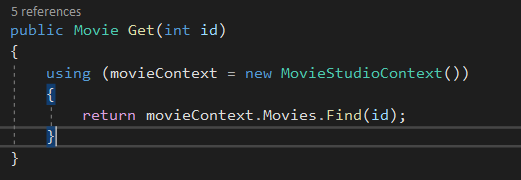 5 references
public Movie Get(int id)
{
using (movieContext = new MovieStudioContext())
{
return movieContext.Movies.Find(id);
}
}